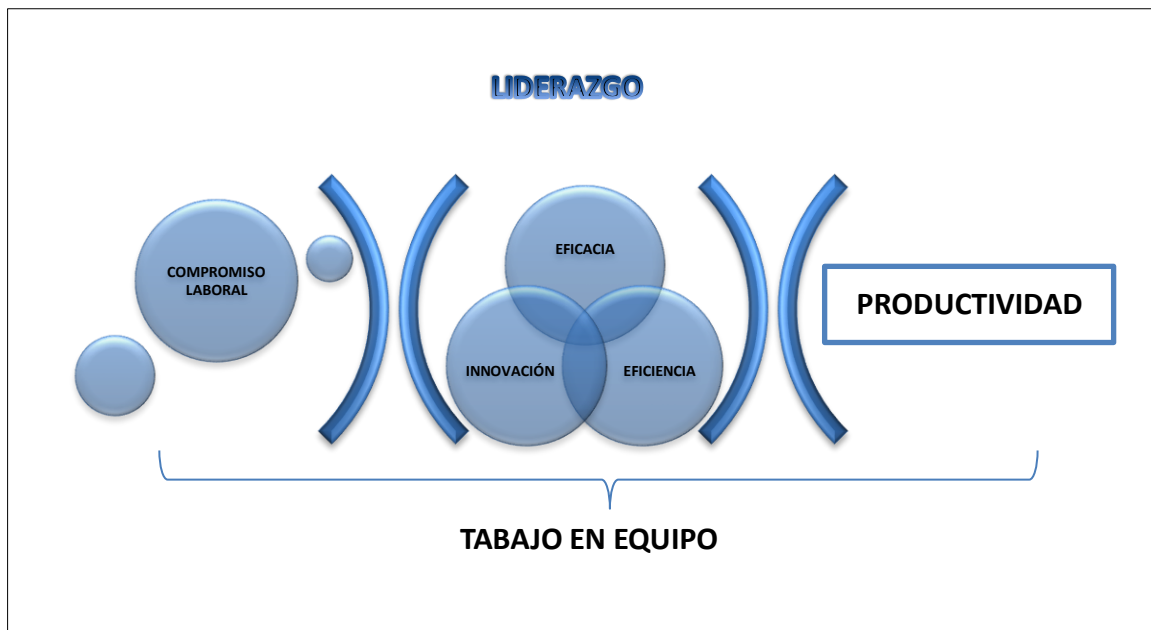 LIDERAZGO
COMPROMISO
LABORAL
EFICACIA
INNOVACIÓN
EFICIENCIA
PRODUCTIVIDAD
TABAJO EN EQUIPO